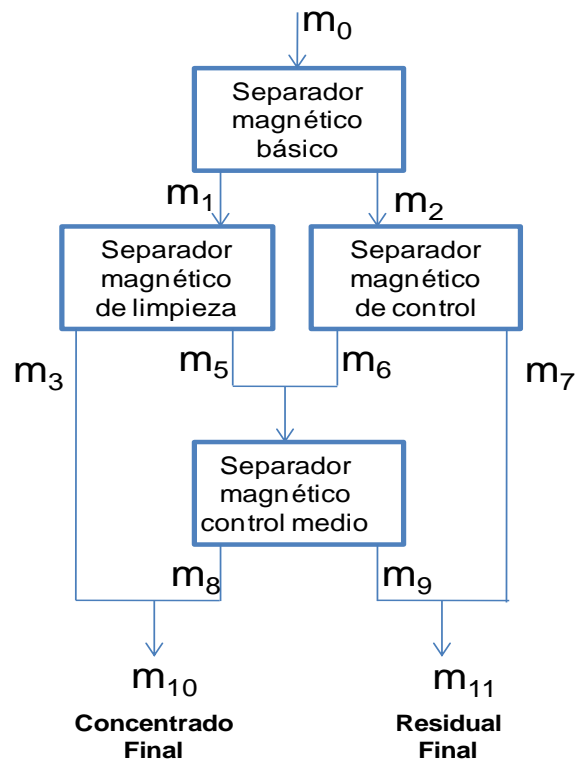 m0
Separador
magnético
básico
m1
m2
Separador
magnético
de limpieza
Separador
magnético
de control
m3
m5
m6
m7
Separador
magnético
control medio
m8
m9
m10
m11
Concentrado
Final
Residual
Final